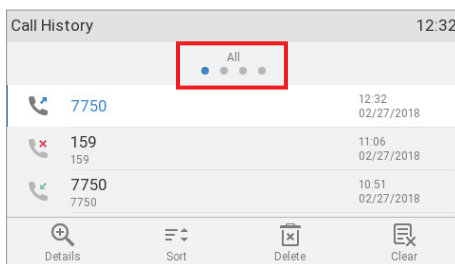 Call History 12:32
All
7750 12:32
02/27/2018
159 11:06
159 02/27/2018
7750 10:51
7750 02/27/2018
Details Sort Delete Clear